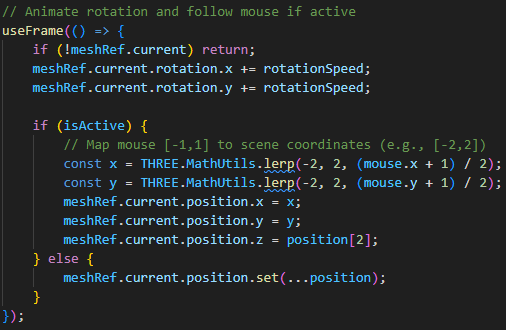 // Animate rotation and follow mouse if active
useFrame(() => {
    if (!meshRef.current) return;
    meshRef.current.rotation.x += rotationSpeed;
    meshRef.current.rotation.y += rotationSpeed;

    if (isActive) {
        // Map mouse [-1,1] to scene coordinates (e.g., [-2,2])
        const x = THREE.MathUtils.lerp(-2, 2, (mouse.x + 1) / 2);
        const y = THREE.MathUtils.lerp(-2, 2, (mouse.y + 1) / 2);
        meshRef.current.position.x = x;
        meshRef.current.position.y = y;
        meshRef.current.position.z = position[2];
    } else {
        meshRef.current.position.set(...position);
    }
});